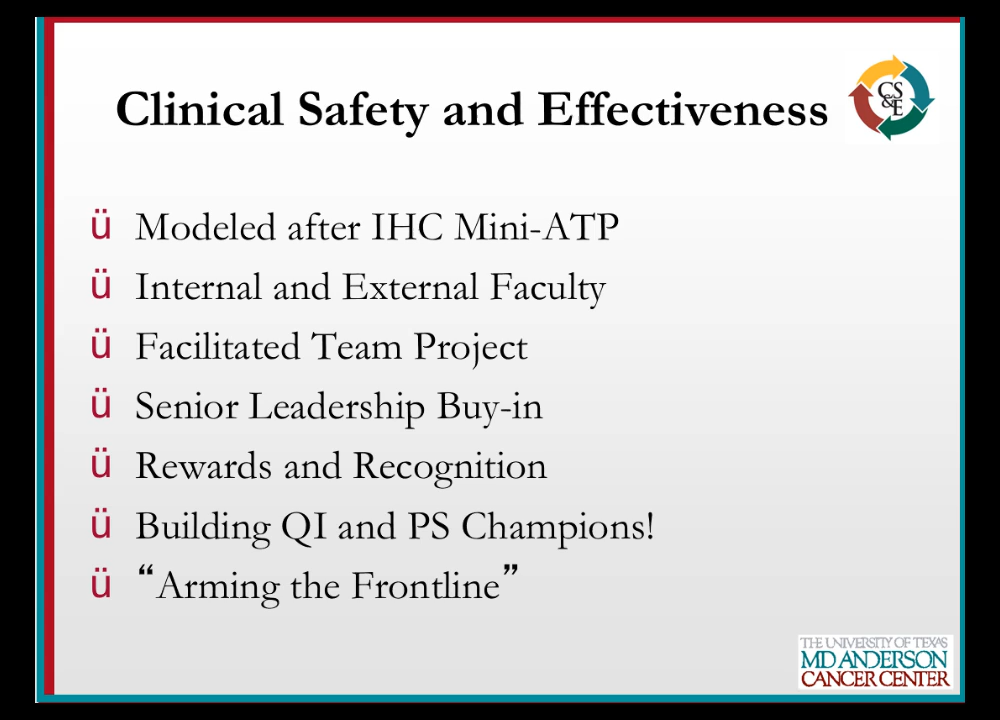 Clinical Safety and Effectiveness
CS
&E
ü Modeled after IHC Mini-ATP
ü Internal and External Faculty
ü Facilitated Team Project
ü Senior Leadership Buy-in
ü Rewards and Recognition
ü Building QI and PS Champions!
ü “Arming the Frontline”
THE UNIVERSITY OF TEXAS
MD ANDERSON
CANCER CENTER